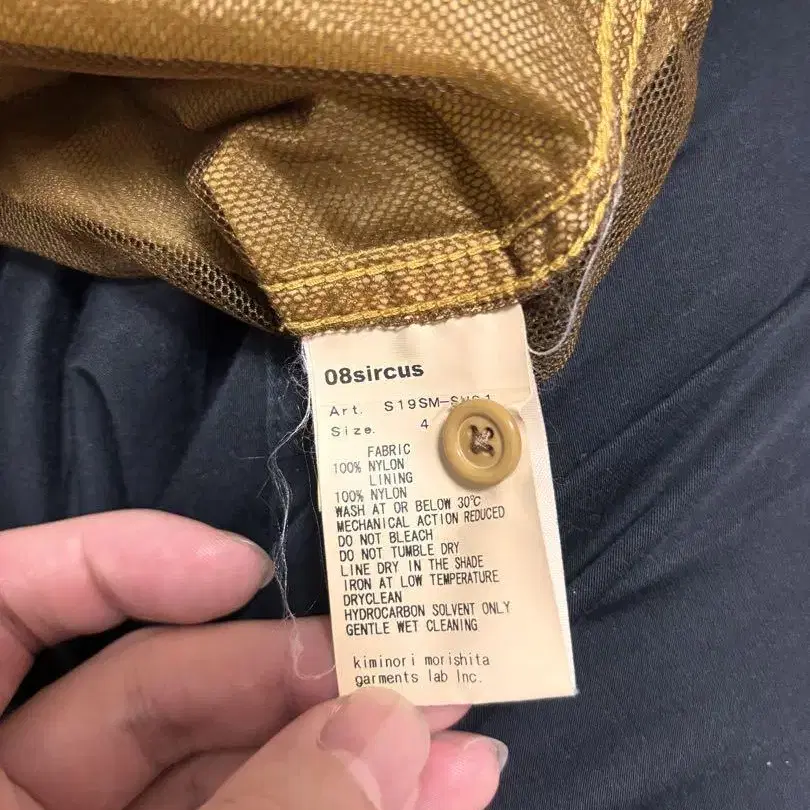 08sircus
Art. S19SM-
Size. 4
FABRIC
100% NYLON
LINING
100% NYLON
WASH AT OR BELOW 30℃
MECHANICAL ACTION REDUCED
DO NOT BLEACH
DO NOT TUMBLE DRY
LINE DRY IN THE SHADE
IRON AT LOW TEMPERATURE
DRYCLEAN
HYDROCARBON SOLVENT ONLY
GENTLE WET CLEANING
kiminori morishita
garments lab Inc.